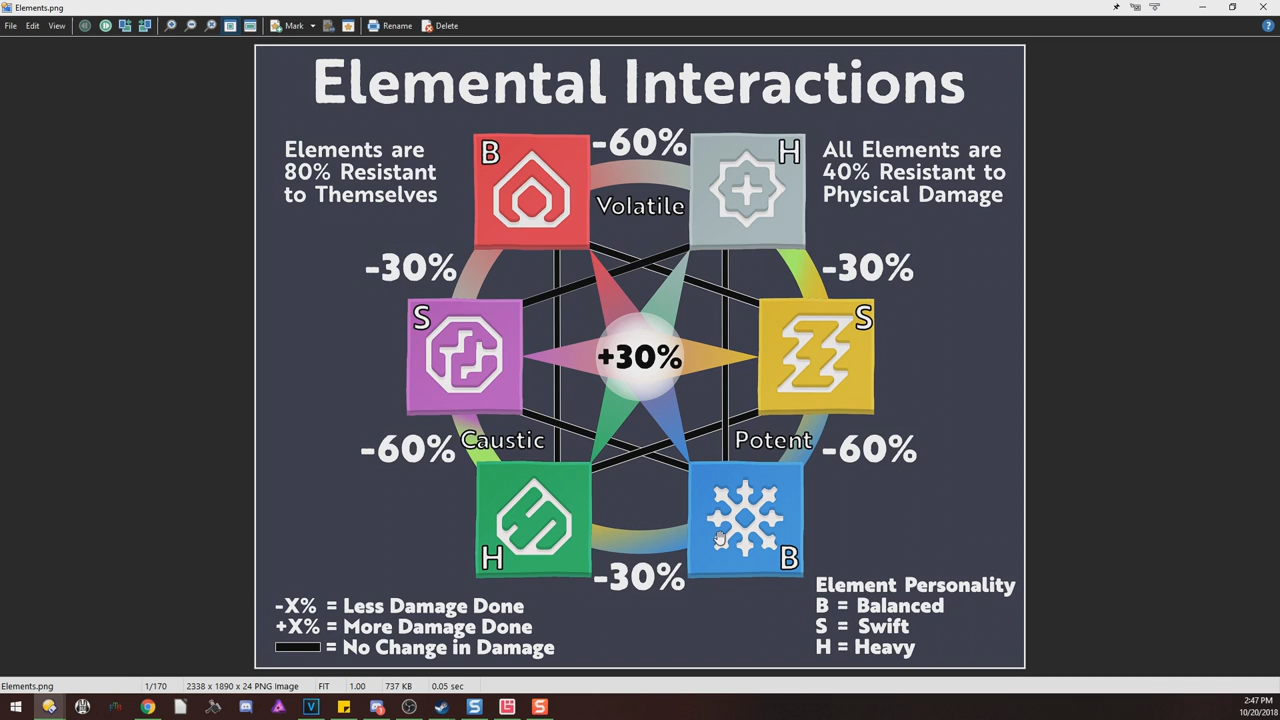 Elements.png
File
Edit
View
Mark
Rename
Delete
Elemental Interactions
Elements are
80% Resistant
to Themselves
B
-60%
H
All Elements are
40% Resistant to
Physical Damage
Volatile
-30%
-30%
S
S
+30%
-60%
Caustic
Potent
-60%
H
B
-30%
-X% = Less Damage Done
+X% = More Damage Done
= No Change in Damage
Element Personality
B = Balanced
S = Swift
H = Heavy
Elements.png
1/170
2338 x 1890 x 24 PNG Image
FIT
1.00
737 KB
0.05 sec
2:47 PM
10/20/2018